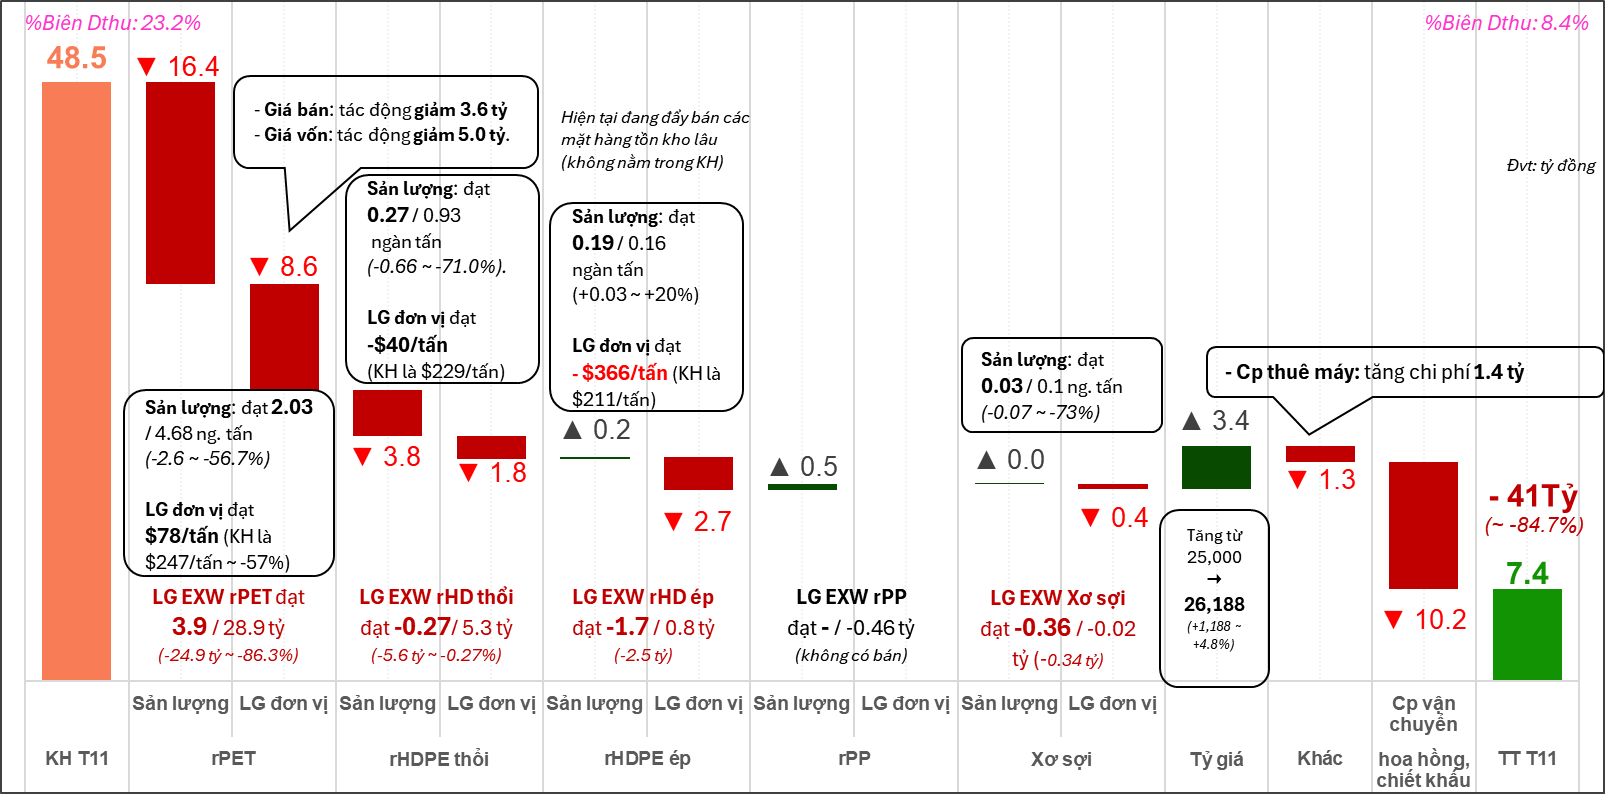 %Biên Dthu: 23.2%
%Biên Dthu: 8.4%
48.5
▼ 16.4
- Giá bán: tác động giảm 3.6 tỷ
- Giá vốn: tác động giảm 5.0 tỷ.
Hiện tại đang đẩy bán các
mặt hàng tồn kho lâu
(không nằm trong KH)
Đvt: tỷ đồng
▼ 8.6
Sản lượng: đạt
0.27 / 0.93
ngàn tấn
(-0.66 ~ -71.0%).
LG đơn vị đạt
-$40/tấn
(KH là $229/tấn)
Sản lượng: đạt
0.19 / 0.16
ngàn tấn
(+0.03 ~ +20%)
LG đơn vị đạt
- $366/tấn (KH là
$211/tấn)
Sản lượng: đạt
0.03 / 0.1 ng. tấn
(-0.07 ~ -73%)
- Cp thuê máy: tăng chi phí 1.4 tỷ
Sản lượng: đạt 2.03
/ 4.68 ng. tấn
(-2.6 ~ -56.7%)
LG đơn vị đạt
$78/tấn (KH là
$247/tấn ~ -57%)
▼ 3.8
▼ 1.8
▲ 0.2
▼ 2.7
▲ 0.5
▲ 0.0
▼ 0.4
▲ 3.4
▼ 1.3
▼ 10.2
- 41Tỷ
(~ -84.7%)
7.4
Tăng từ
25,000
→
26,188
(+1,188 ~
+4.8%)
LG EXW rPET đạt
3.9 / 28.9 tỷ
(-24.9 tỷ ~ -86.3%)
LG EXW rHD thổi
đạt -0.27/ 5.3 tỷ
(-5.6 tỷ ~ -0.27%)
LG EXW rHD ép
đạt -1.7 / 0.8 tỷ
(-2.5 tỷ)
LG EXW rPP
đạt - / -0.46 tỷ
(không có bán)
LG EXW Xơ sợi
đạt -0.36 / -0.02
tỷ (-0.34 tỷ)
Sản lượng LG đơn vị Sản lượng LG đơn vị Sản lượng LG đơn vị Sản lượng LG đơn vị Sản lượng LG đơn vị
Cp vận
chuyển
KH T11 rPET rHDPE thổi rHDPE ép rPP Xơ sợi Tỷ giá Khác
hoa hồng,
chiết khấu
TT T11